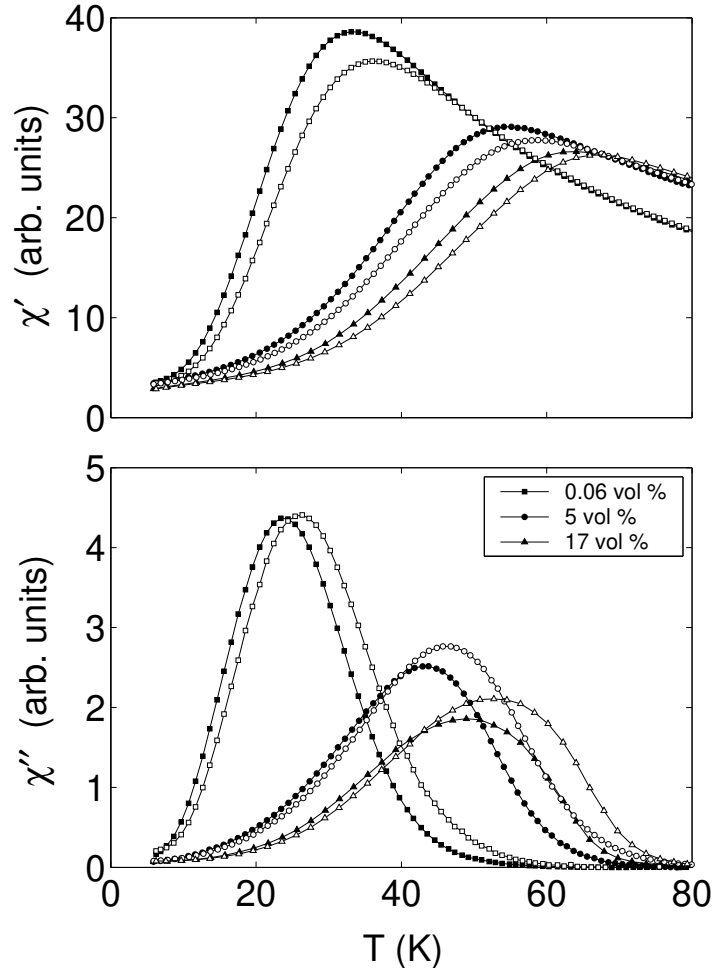 40
30
20
10
0
χ′ (arb. units)
5
4
3
2
1
0
χ″ (arb. units)
0.06 vol %
5 vol %
17 vol %
0 20 40 60 80
T (K)